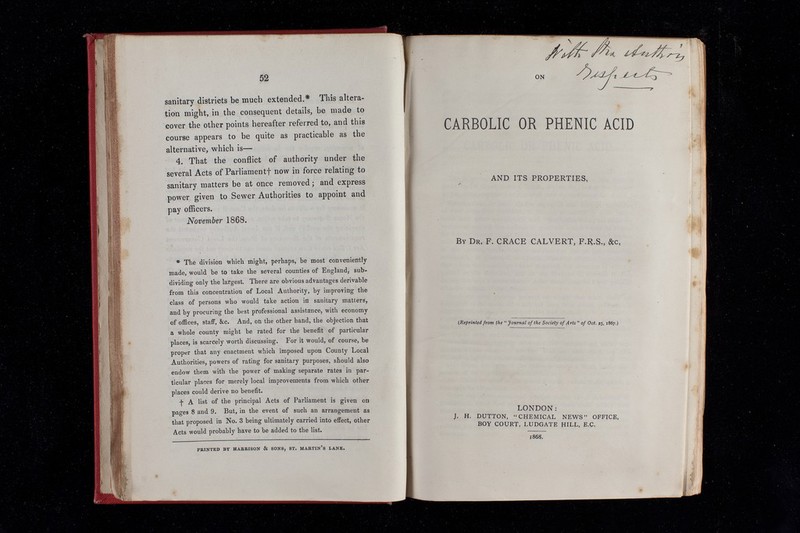 52
sanitary districts be much extended.* This altera-
tion might, in the consequent details, be made to
cover the other points hereafter referred to, and this
course appears to be quite as practicable as the
alternative, which is—
4. That the conflict of authority under the
several Acts of Parliament† now in force relating to
sanitary matters be at once removed; and express
power given to Sewer Authorities to appoint and
pay officers.
November 1868.
* The division which might, perhaps, be most conveniently
made, would be to take the several counties of England, sub-
dividing only the largest. There are obvious advantages derivable
from this concentration of Local Authority, by improving the
class of persons who would take action in sanitary matters,
and by procuring the best professional assistance, with economy
of offices, staff, &c. And, on the other hand, the objection that
a whole county might be rated for the benefit of particular
places, is scarcely worth discussing. For it would, of course, be
proper that any enactment which imposed upon County Local
Authorities, powers of rating for sanitary purposes, should also
endow them with the power of making separate rates in par-
ticular places for merely local improvements from which other
places could derive no benefit.
† A list of the principal Acts of Parliament is given on
pages 8 and 9. But, in the event of such an arrangement as
that proposed in No. 3 being ultimately carried into effect, other
Acts would probably have to be added to the list.
PRINTED BY HARRISON & SONS, ST. MARTIN'S LANE.
With the Author's
Respects
ON
CARBOLIC OR PHENIC ACID
AND ITS PROPERTIES,
By Dr. F. CRACE CALVERT, F.R.S., &c.
(Reprinted from the "Journal of the Society of Arts" of Oct. 25, 1867.)
LONDON:
J. H. DUTTON, "CHEMICAL NEWS" OFFICE,
BOY COURT, LUDGATE HILL, E.C.
1868.